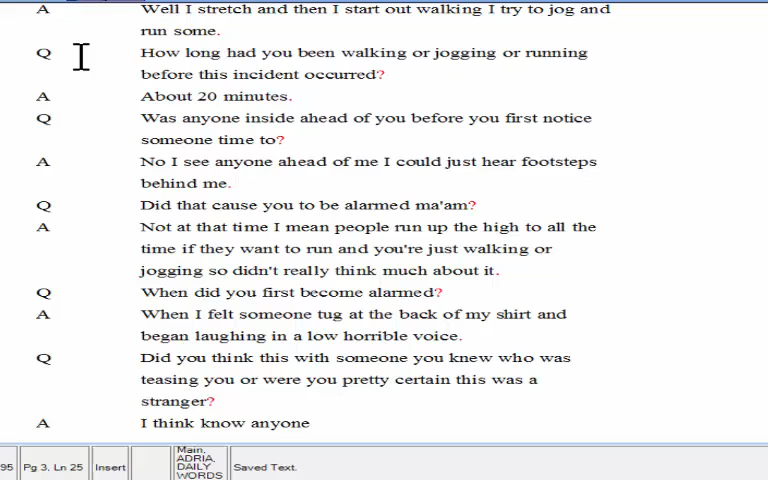 A Well I stretch and then I start out walking I try to jog and
run some.
Q How long had you been walking or jogging or running
before this incident occurred?
A About 20 minutes.
Q Was anyone inside ahead of you before you first notice
someone time to?
A No I see anyone ahead of me I could just hear footsteps
behind me.
Q Did that cause you to be alarmed ma'am?
A Not at that time I mean people run up the high to all the
time if they want to run and you're just walking or
jogging so didn't really think much about it.
Q When did you first become alarmed?
A When I felt someone tug at the back of my shirt and
began laughing in a low horrible voice.
Q Did you think this with someone you knew who was
teasing you or were you pretty certain this was a
stranger?
A I think know anyone
95 Pg 3, Ln 25 Insert Main, Saved Text.
ADRIA,
DAILY
WORDS